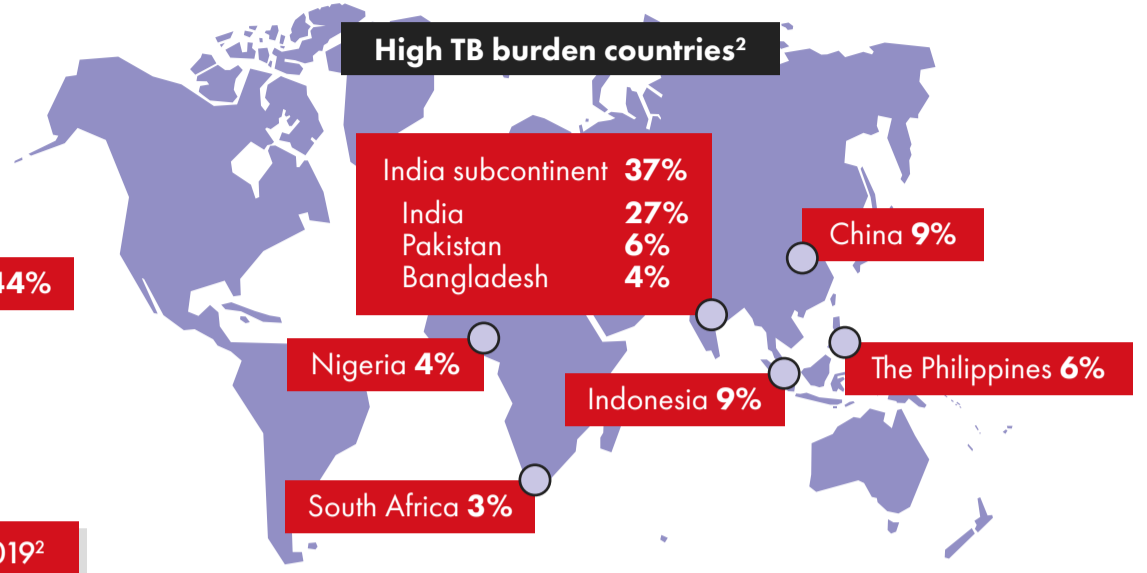 High TB burden countries²
India subcontinent 37%
India 27%
Pakistan 6%
Bangladesh 4%
China 9%
44%
Nigeria 4%
The Philippines 6%
Indonesia 9%
South Africa 3%